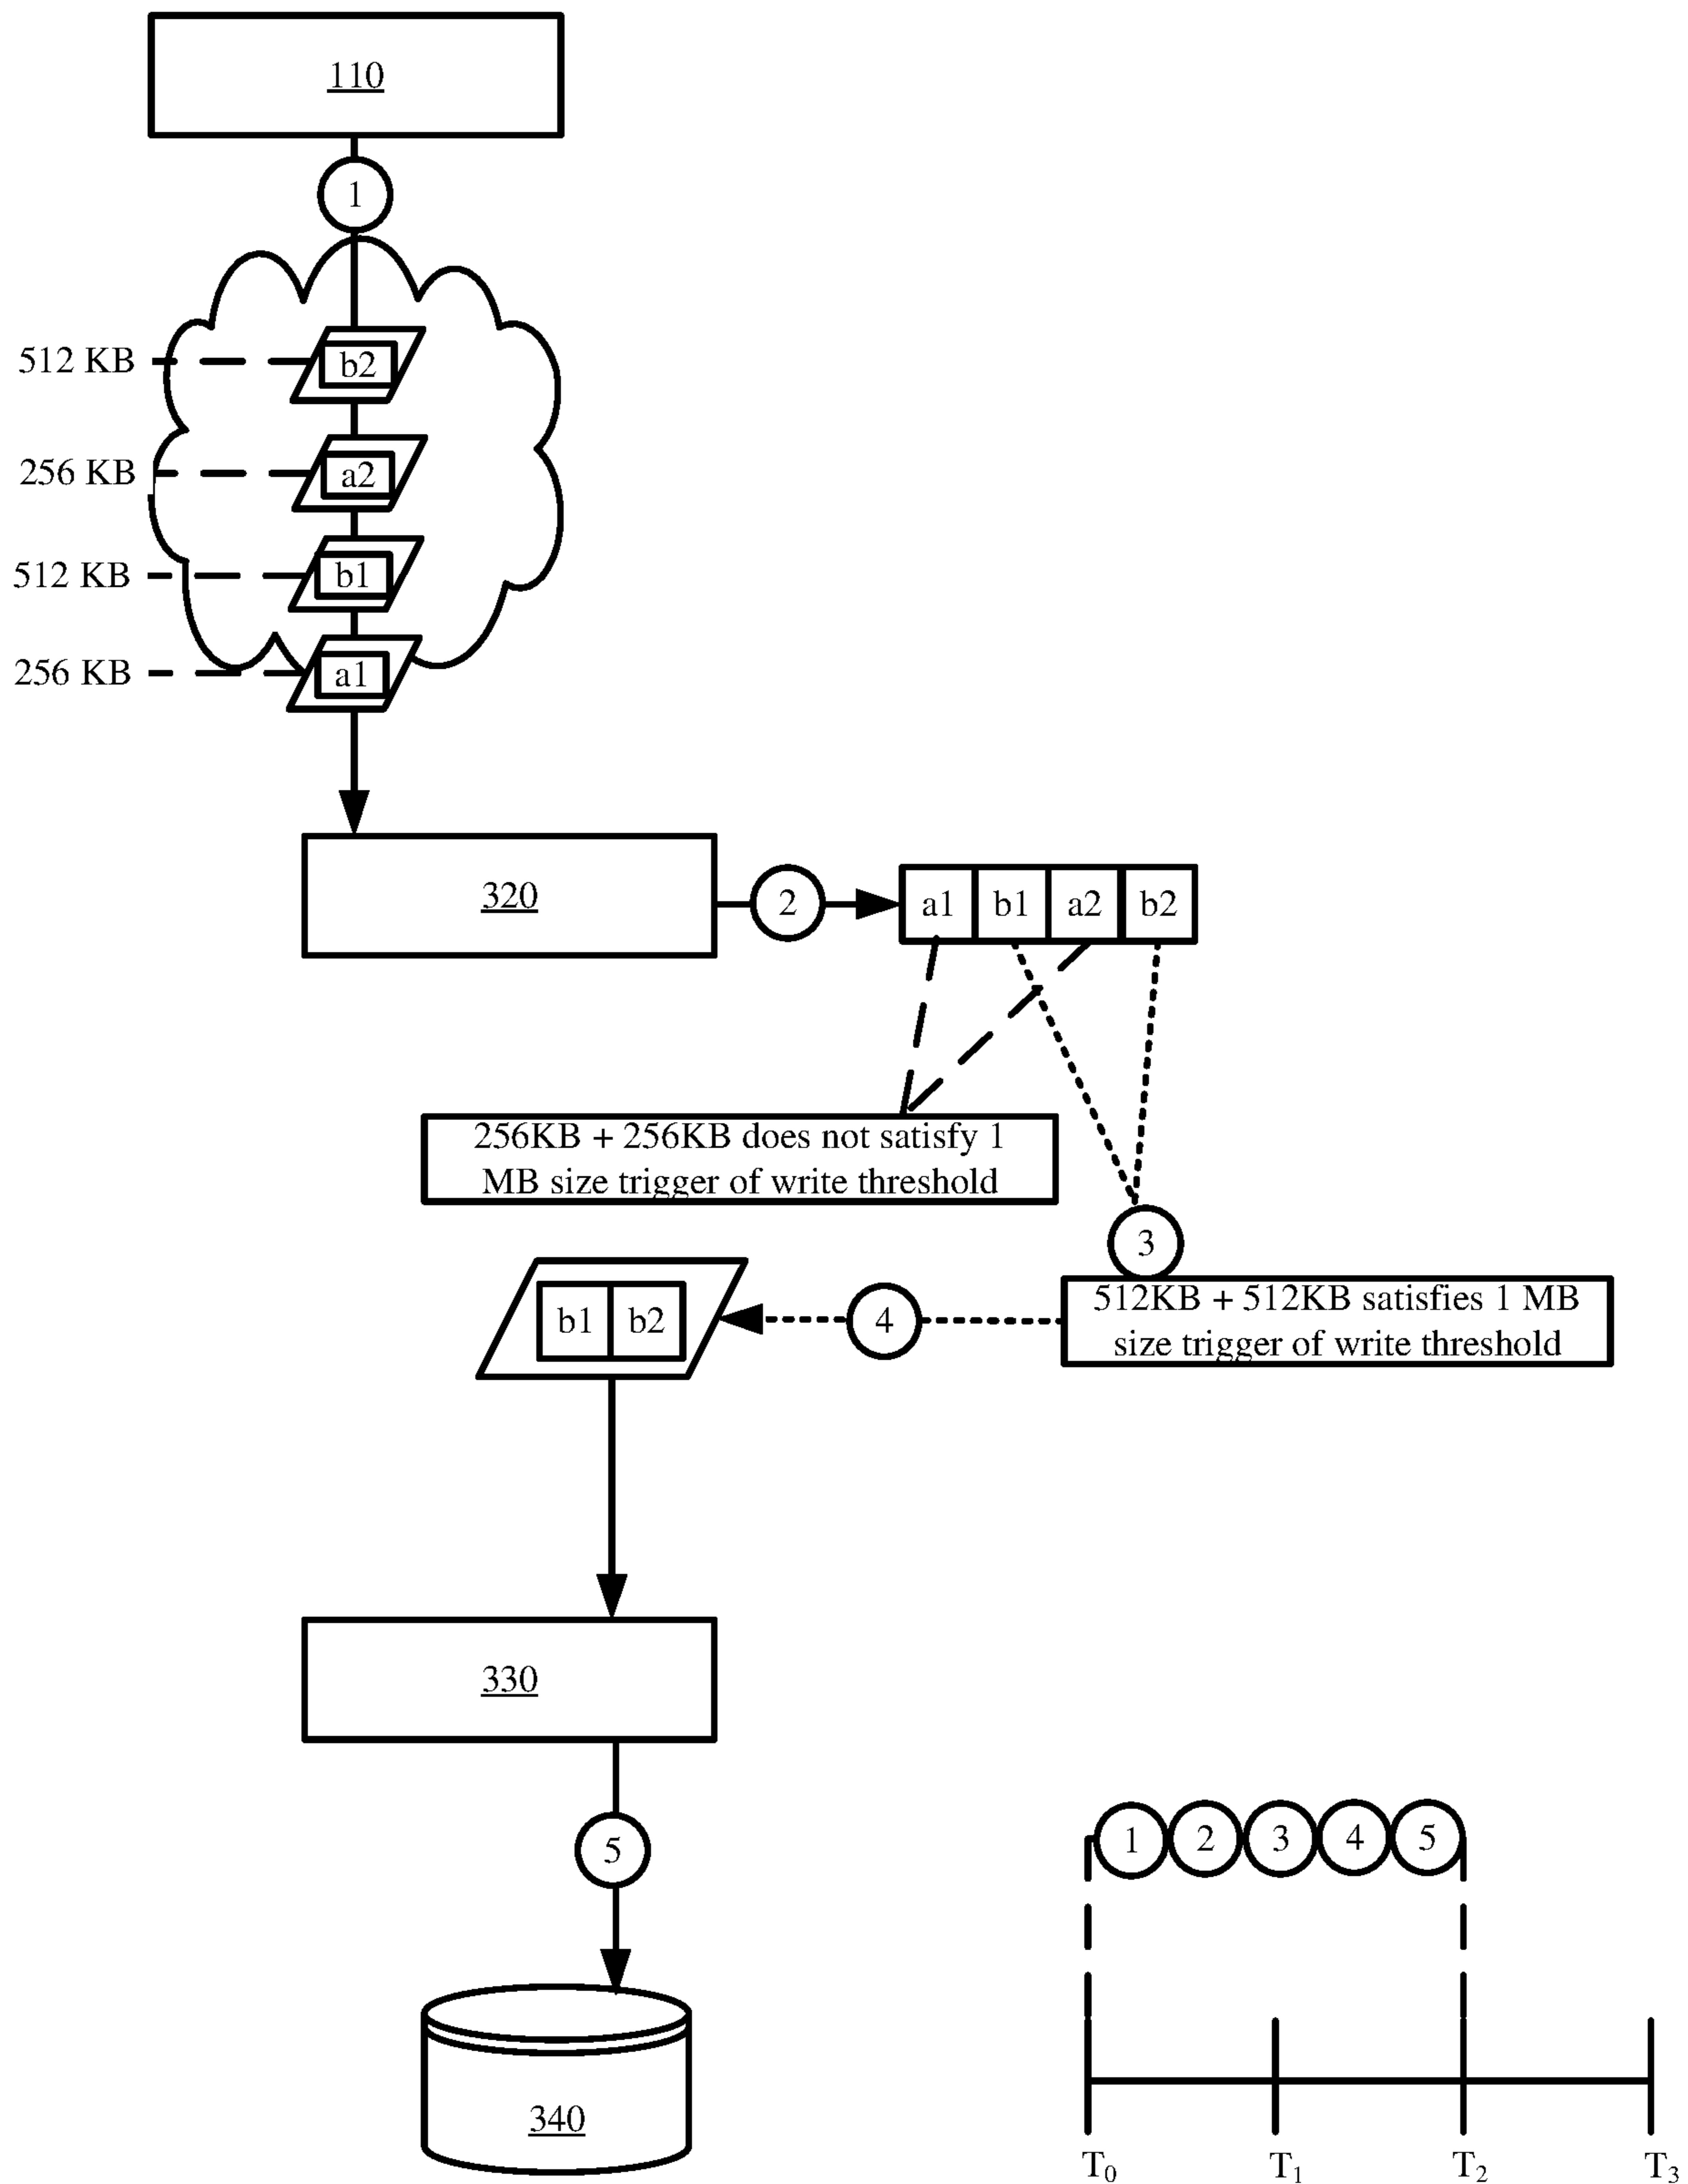 110
1
512 KB
b2
256 KB
a2
512 KB
b1
256 KB
a1
320
2
a1 b1 a2 b2
256KB + 256KB does not satisfy 1
MB size trigger of write threshold
3
512KB + 512KB satisfies 1 MB
size trigger of write threshold
4
b1 b2
330
5
1 2 3 4 5
340
T0 T1 T2 T3